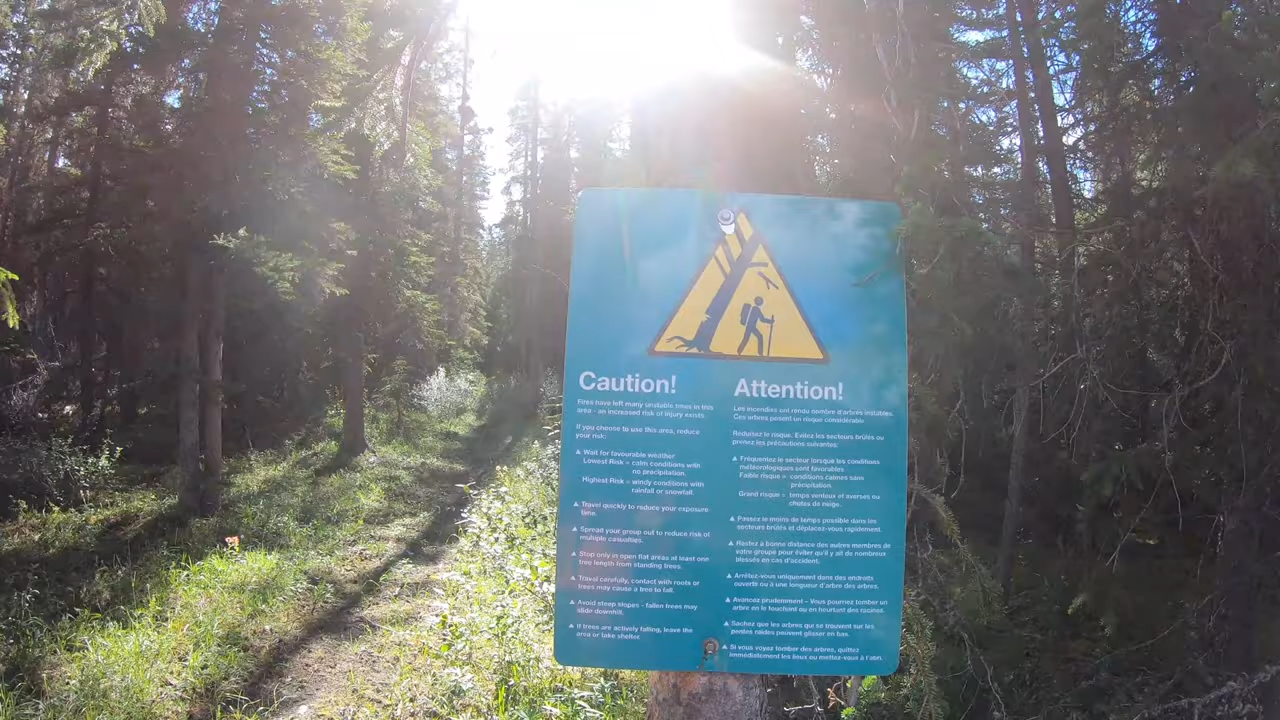 Caution!
Fires have left many unstable trees in this
area - an increased risk of injury exists.
If you choose to use this area, reduce
your risk:
▲ Wait for favourable weather
Lowest Risk = calm conditions with
no precipitation.
Highest Risk = windy conditions with
rainfall or snowfall.
▲ Travel quickly to reduce your exposure
time.
▲ Spread your group out to reduce risk of
multiple casualties.
▲ Stop only in open flat areas at least one
tree length from standing trees.
▲ Travel carefully, contact with roots or
trees may cause a tree to fall.
▲ Avoid steep slopes - fallen trees may
slide downhill.
▲ If trees are actively falling, leave the
area or take shelter.
Attention!
Les incendies ont rendu nombre d'arbres instables.
Ces arbres posent un risque considérable
Réduisez le risque. Évitez les secteurs brûlés ou
prenez les précautions suivantes:
▲ Fréquentez le secteur lorsque les conditions
météorologiques sont favorables
Faible risque = conditions calmes sans
précipitation
Grand risque = temps venteux et averses ou
chutes de neige.
▲ Passez le moins de temps possible dans les
secteurs brûlés et déplacez-vous rapidement.
▲ Restez à bonne distance des autres membres de
votre groupe pour éviter qu'il y ait de nombreux
blessés en cas d'accident.
▲ Arrêtez-vous uniquement dans des endroits
ouverts ou à une longueur d'arbre des arbres.
▲ Avancez prudemment – Vous pourriez tomber un
arbre en le touchant ou en heurtant des racines.
▲ Sachez que les arbres qui se trouvent sur les
pentes raides peuvent glisser en bas.
▲ Si vous voyez tomber des arbres, quittez
immédiatement les lieux ou mettez-vous à l'abri.